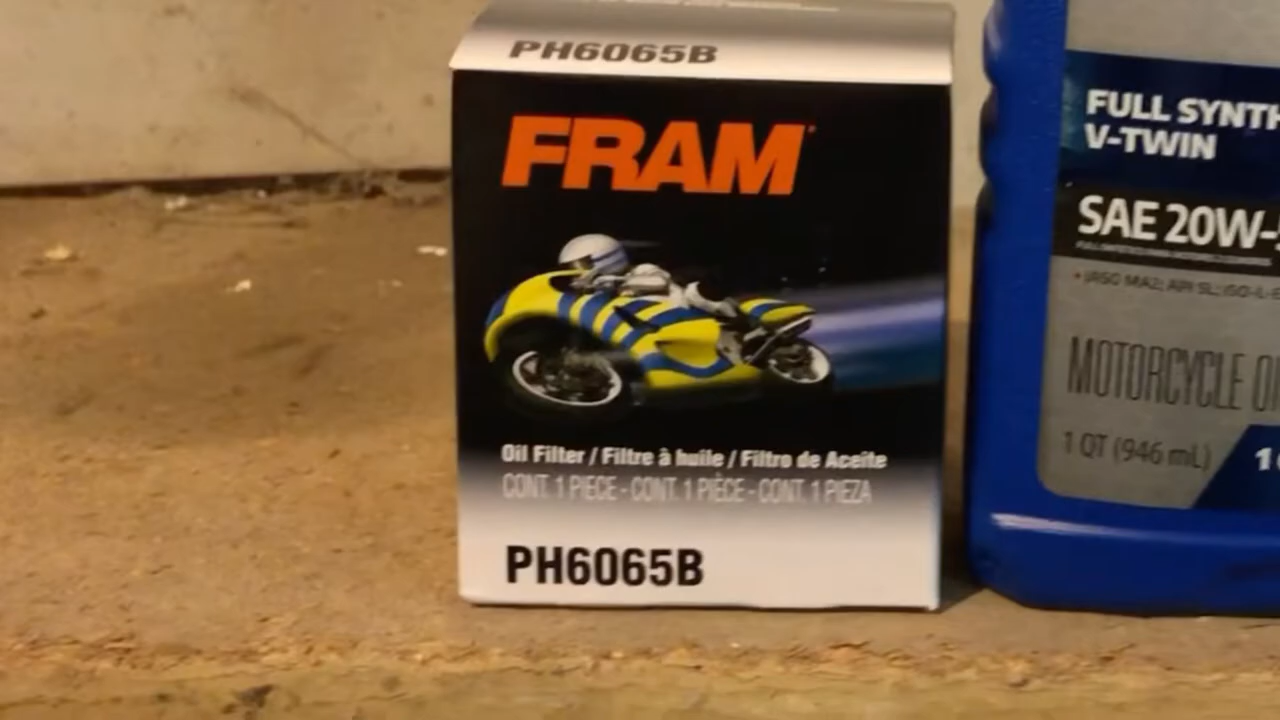 PH6065B
FRAM
Oil Filter / Filtre à huile / Filtro de Aceite
CONT. 1 PIECE - CONT. 1 PIÈCE - CONT. 1 PIEZA
PH6065B
FULL SYNTH
V-TWIN
SAE 20W-
MOTORCYCLE
1 QT (946 mL)